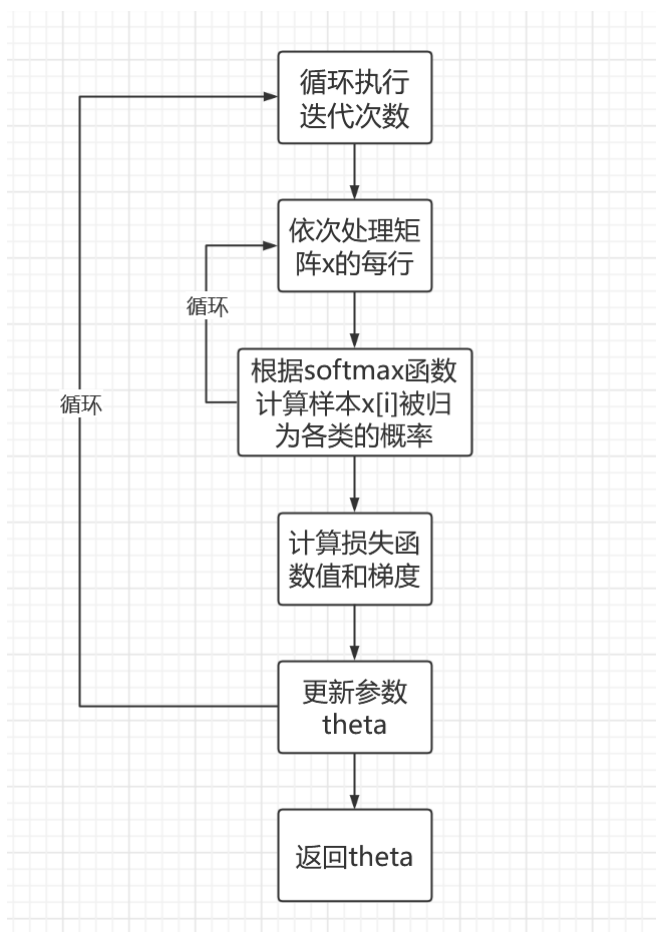 循环执行
迭代次数
依次处理矩
阵x的每行
循环
根据softmax函数
计算样本x[i]被归
为各类的概率
循环
计算损失函
数值和梯度
更新参数
theta
返回theta